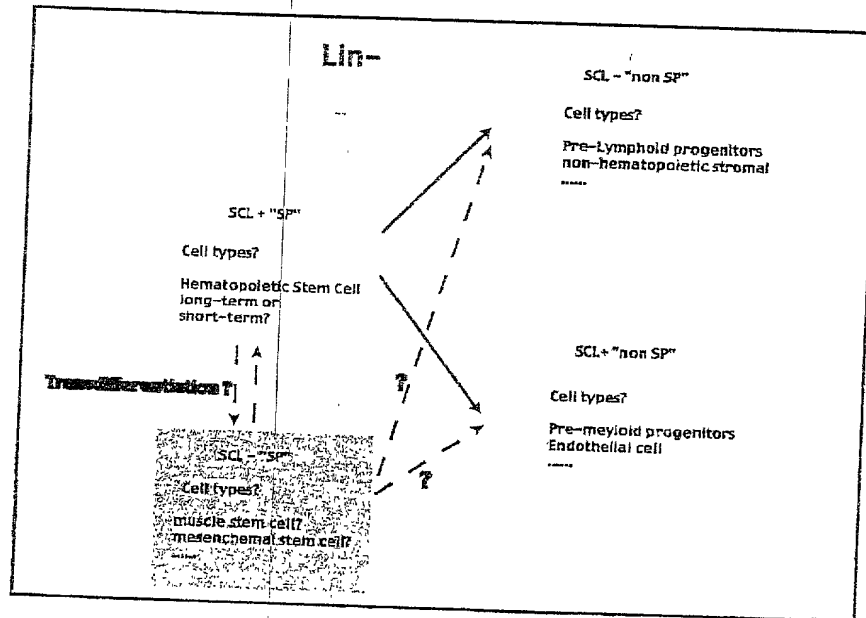 Lin-
SCL - "non SP"
Cell types?
Pre-Lymphoid progenitors
non-hematopoietic stromal
......
SCL + "SP"
Cell types?
Hematopoietic Stem Cell
long-term or
short-term?
Transdifferentiation ?
SCL - "SP"
Cell types?
muscle stem cell?
mesenchemal stem cell?
......
?
?
SCL+ "non SP"
Cell types?
Pre-meyloid progenitors
Endothelial cell
......